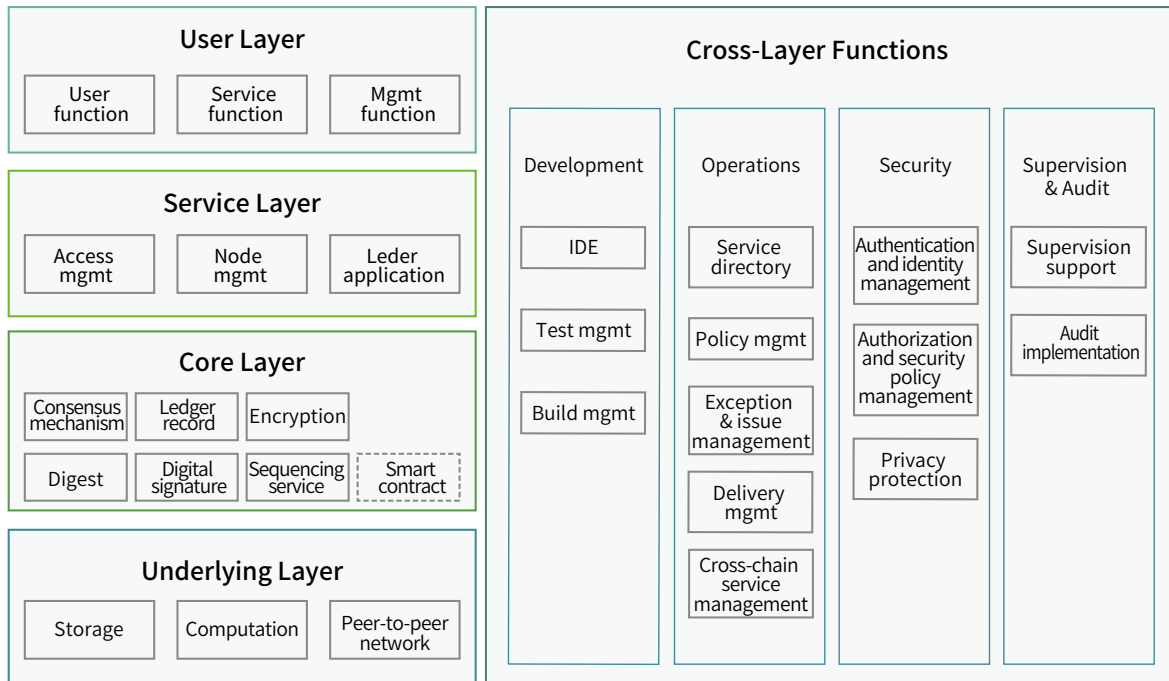 User Layer
User
function
Service
function
Mgmt
function
Service Layer
Access
mgmt
Node
mgmt
Leder
application
Core Layer
Consensus
mechanism
Ledger
record
Encryption
Digest
Digital
signature
Sequencing
service
Smart
contract
Underlying Layer
Storage
Computation
Peer-to-peer
network
Cross-Layer Functions
Development
IDE
Test mgmt
Build mgmt
Operations
Service
directory
Policy mgmt
Exception
& issue
management
Delivery
mgmt
Cross-chain
service
management
Security
Authentication
and identity
management
Authorization
and security
policy
management
Privacy
protection
Supervision
& Audit
Supervision
support
Audit
implementation